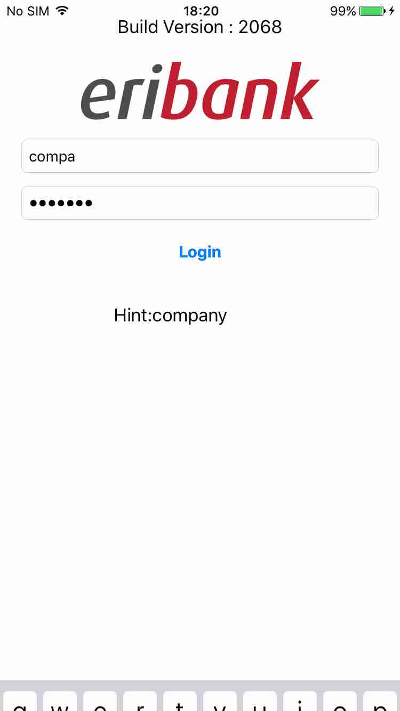 No SIM 18:20 99%
Build Version : 2068
eribank
compa
•••••••
Login
Hint:company
q w e r t y u i o p